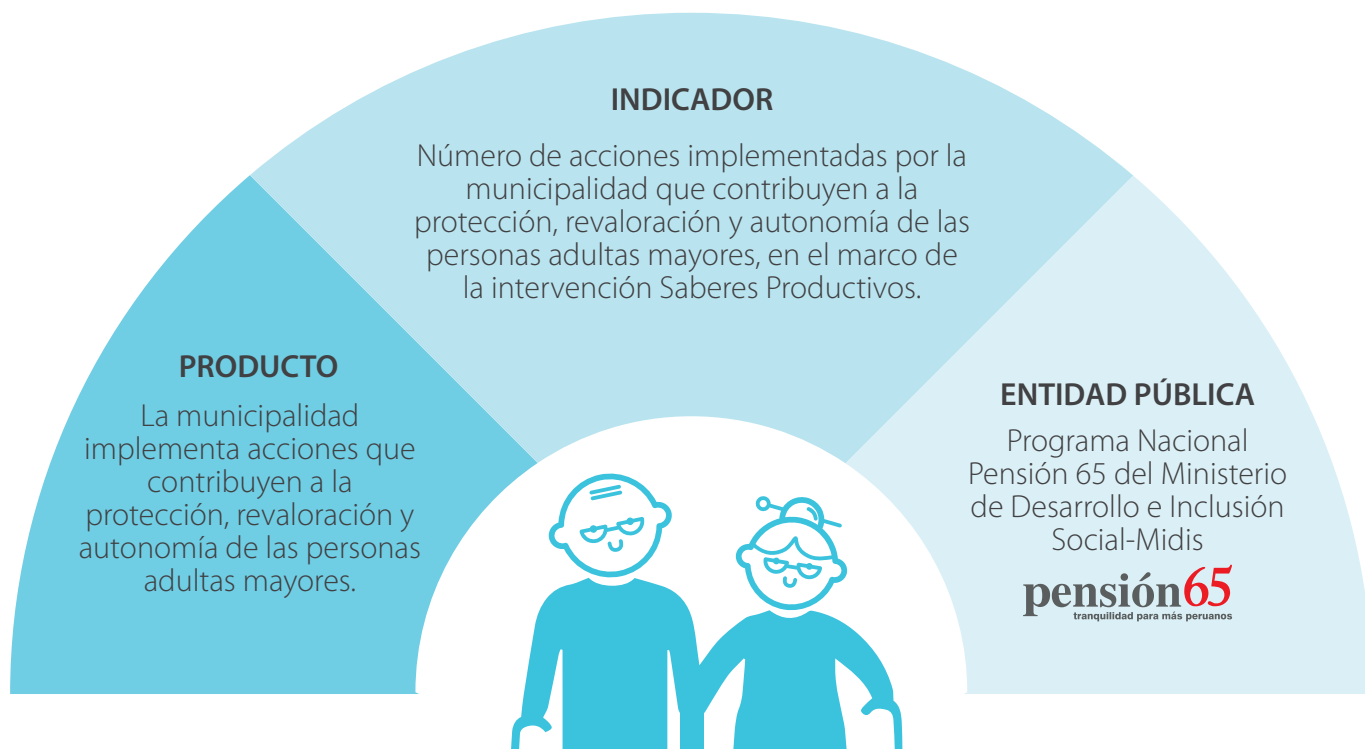 INDICADOR
Número de acciones implementadas por la
municipalidad que contribuyen a la
protección, revaloración y autonomía de las
personas adultas mayores, en el marco de
la intervención Saberes Productivos.
PRODUCTO
La municipalidad
implementa acciones que
contribuyen a la
protección, revaloración y
autonomía de las personas
adultas mayores.
ENTIDAD PÚBLICA
Programa Nacional
Pensión 65 del Ministerio
de Desarrollo e Inclusión
Social-Midis
pensión65
tranquilidad para más peruanos